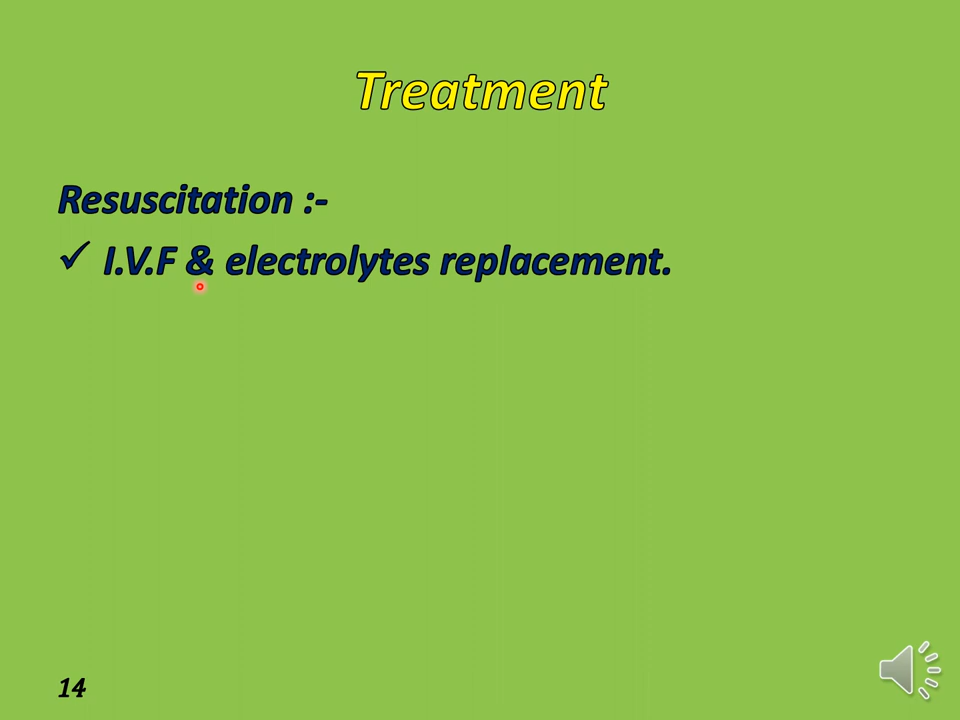 Treatment
Resuscitation :-
✓ I.V.F & electrolytes replacement.
14